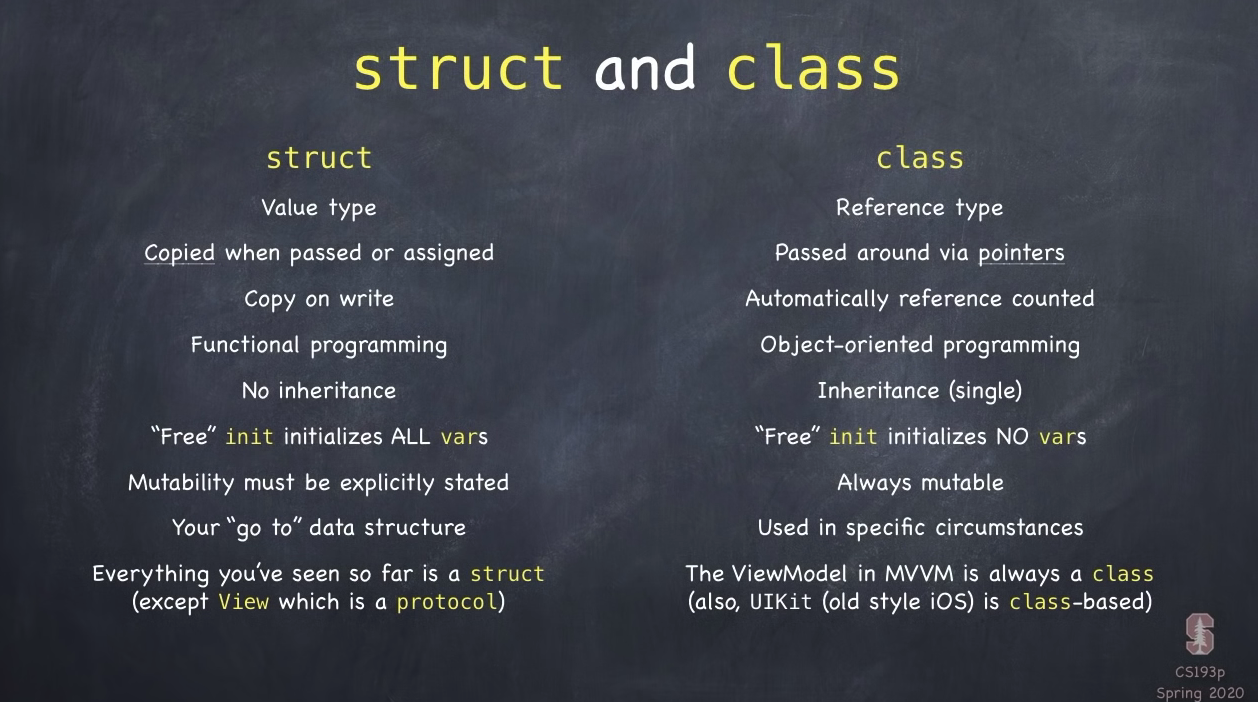 struct and class
struct
Value type
Copied when passed or assigned
Copy on write
Functional programming
No inheritance
“Free” init initializes ALL vars
Mutability must be explicitly stated
Your “go to” data structure
Everything you’ve seen so far is a struct
(except View which is a protocol)
class
Reference type
Passed around via pointers
Automatically reference counted
Object-oriented programming
Inheritance (single)
“Free” init initializes NO vars
Always mutable
Used in specific circumstances
The ViewModel in MVVM is always a class
(also, UIKit (old style iOS) is class-based)
S
CS193p
Spring 2020